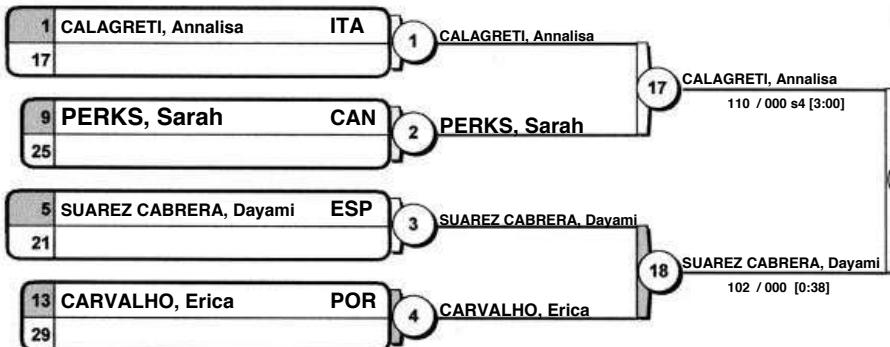 1 CALAGRETI, Annalisa ITA
17
1 CALAGRETI, Annalisa
9 PERKS, Sarah CAN
25
2 PERKS, Sarah
17 CALAGRETI, Annalisa
110 / 000 s4 [3:00]
5 SUAREZ CABRERA, Dayami ESP
21
3 SUAREZ CABRERA, Dayami
13 CARVALHO, Erica POR
29
4 CARVALHO, Erica
18 SUAREZ CABRERA, Dayami
102 / 000 [0:38]